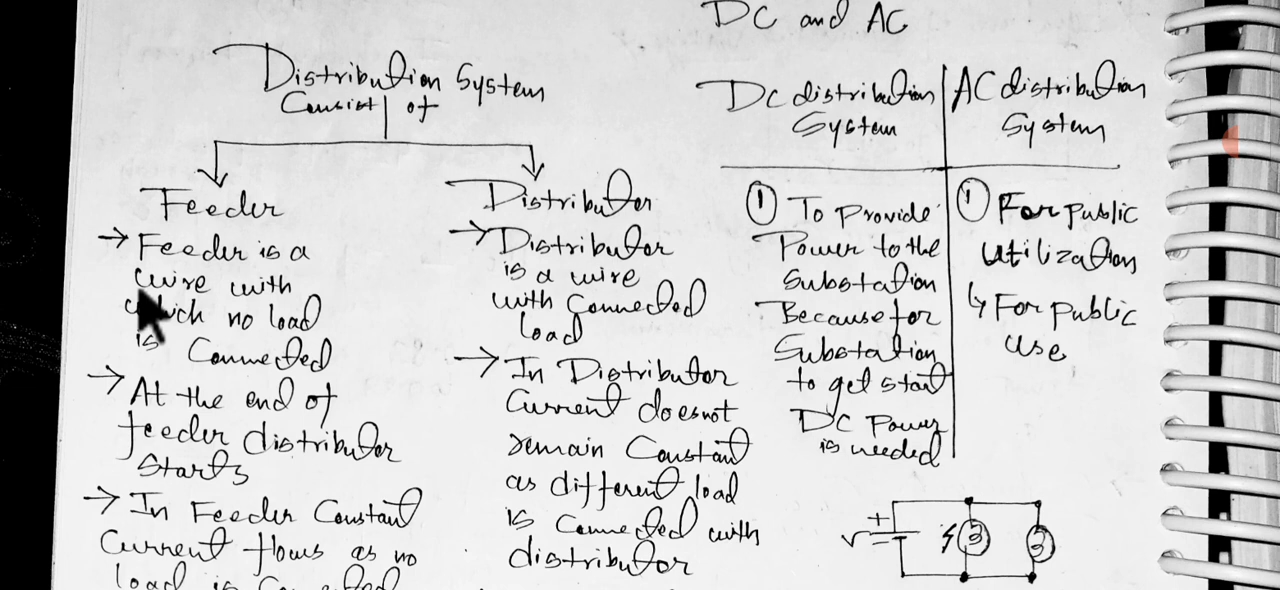 DC and AC
Distribution System
Consist of
Feeder
→ Feeder is a
wire with
which no load
is Connected
→ At the end of
feeder distributor
starts
→ In Feeder Constant
Current flows as no
load is Connected
Distributor
→ Distributor
is a wire
with Connected
load
→ In Distributor
Current does not
remain Constant
as different load
is Connected with
distributor
DC distribution
System
① To Provide
Power to the
Substation
Because for
Substation
to get start
DC Power
is needed
AC distribution
System
① For public
Utilization
↳ For public
use
V + -